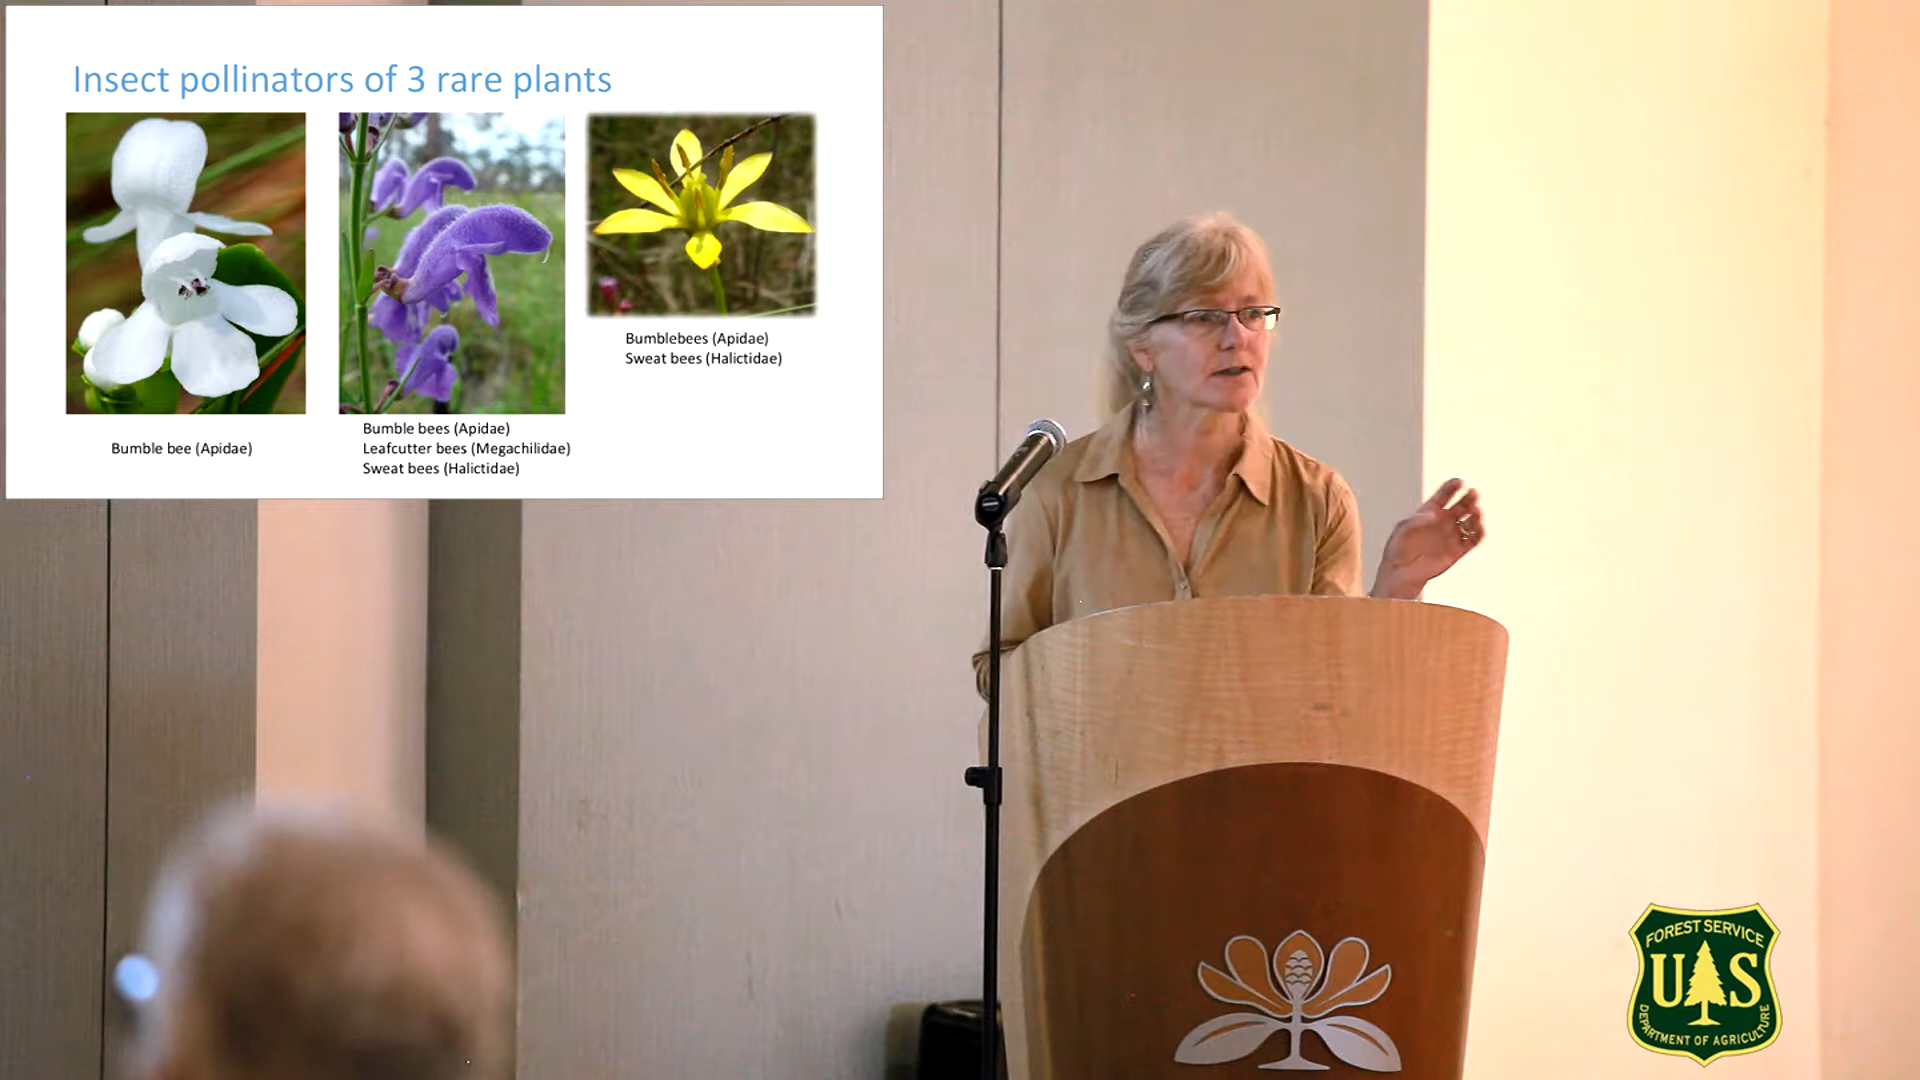 Insect pollinators of 3 rare plants
Bumble bee (Apidae)
Bumble bees (Apidae)
Leafcutter bees (Megachilidae)
Sweat bees (Halictidae)
Bumblebees (Apidae)
Sweat bees (Halictidae)
FOREST SERVICE
U S
DEPARTMENT OF AGRICULTURE